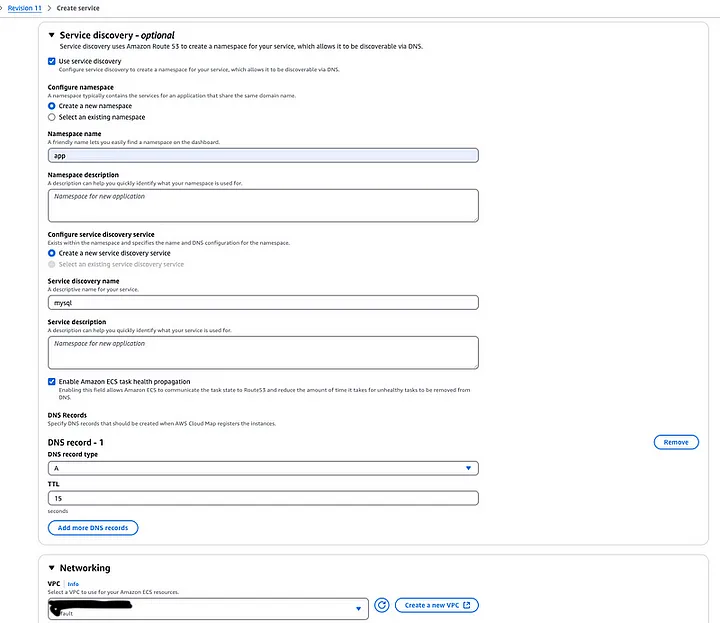 Revision 11 > Create service
Service discovery - optional
Service discovery uses Amazon Route 53 to create a namespace for your service, which allows it to be discoverable via DNS.
Use service discovery
Configure service discovery to create a namespace for your service, which allows it to be discoverable via DNS.
Configure namespace
A namespace typically contains the services for an application that share the same domain name.
Create a new namespace
Select an existing namespace
Namespace name
A friendly name lets you easily find a namespace on the dashboard.
app
Namespace description
A description can help you quickly identify what your namespace is used for.
Namespace for new application
Configure service discovery service
Exists within the namespace and specifies the name and DNS configuration for the namespace.
Create a new service discovery service
Select an existing service discovery service
Service discovery name
A descriptive name for your service.
mysql
Service description
A description can help you quickly identify what your service is used for.
Namespace for new application
Enable Amazon ECS task health propagation
Enabling this field allows Amazon ECS to communicate the task state to Route53 and reduce the amount of time it takes for unhealthy tasks to be removed from
DNS.
DNS Records
Specify DNS records that should be created when AWS Cloud Map registers the instances.
DNS record - 1
Remove
DNS record type
A
TTL
15
seconds
Add more DNS records
Networking
VPC Info
Select a VPC to use for your Amazon ECS resources.
Create a new VPC